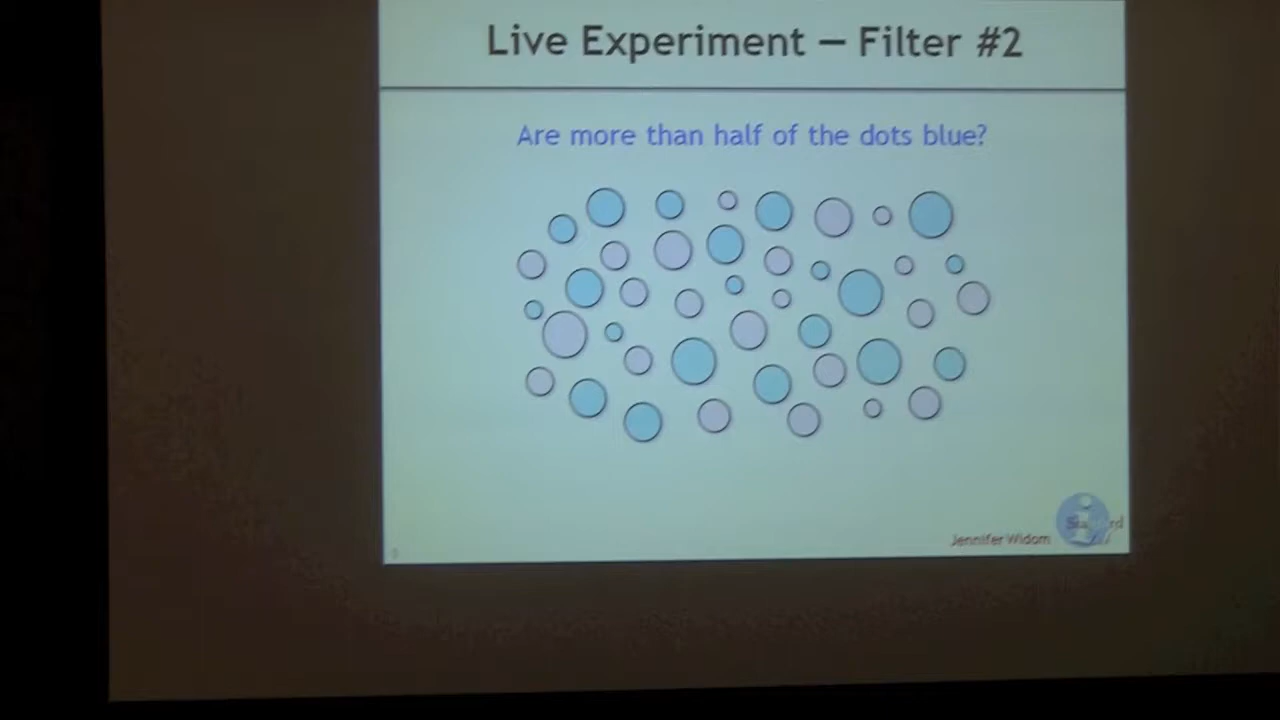 Live Experiment – Filter #2
Are more than half of the dots blue?
Jennifer Widom